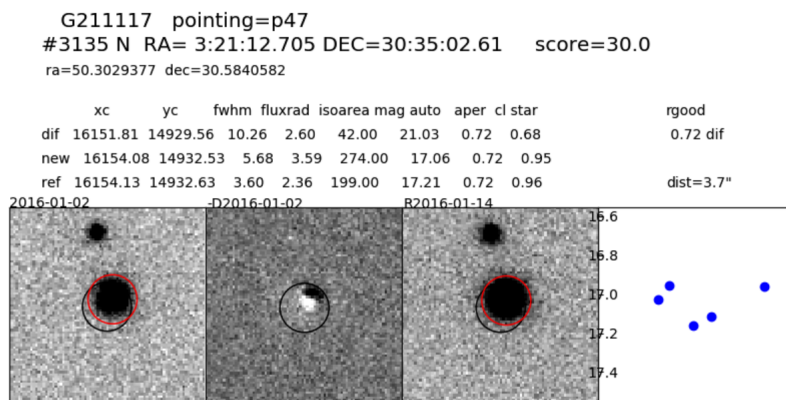 G211117 pointing=p47
#3135 N RA= 3:21:12.705 DEC=30:35:02.61 score=30.0
ra=50.3029377 dec=30.5840582
xc yc fwhm fluxrad isoarea mag auto aper cl star rgood
dif 16151.81 14929.56 10.26 2.60 42.00 21.03 0.72 0.68 0.72 dif
new 16154.08 14932.53 5.68 3.59 274.00 17.06 0.72 0.95
ref 16154.13 14932.63 3.60 2.36 199.00 17.21 0.72 0.96 dist=3.7"
2016-01-02 -D2016-01-02 R2016-01-14
16.6
16.8
17.0
17.2
17.4